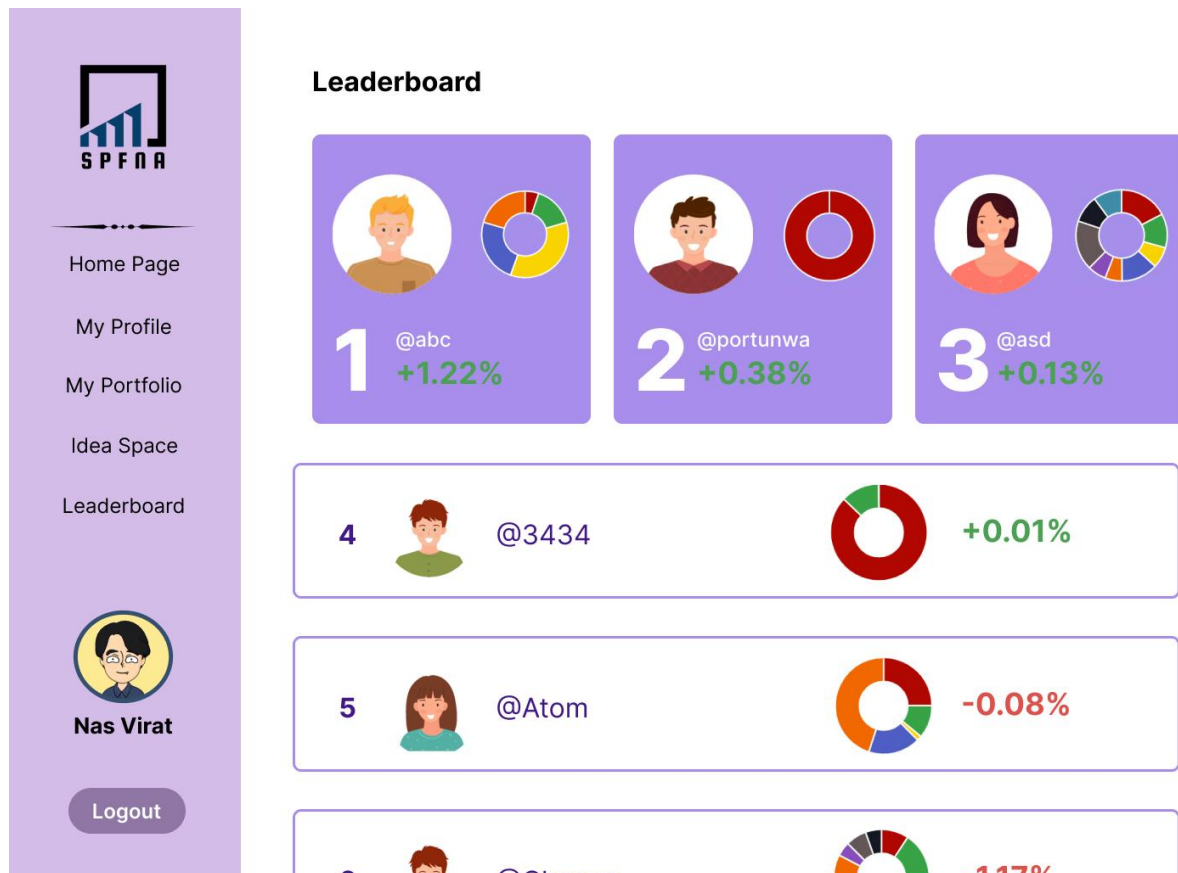 SPFNA
Home Page
My Profile
My Portfolio
Idea Space
Leaderboard
Nas Virat
Logout
Leaderboard
1
@abc
+1.22%
2
@portunwa
+0.38%
3
@asd
+0.13%
4 @3434 +0.01%
5 @Atom -0.08%